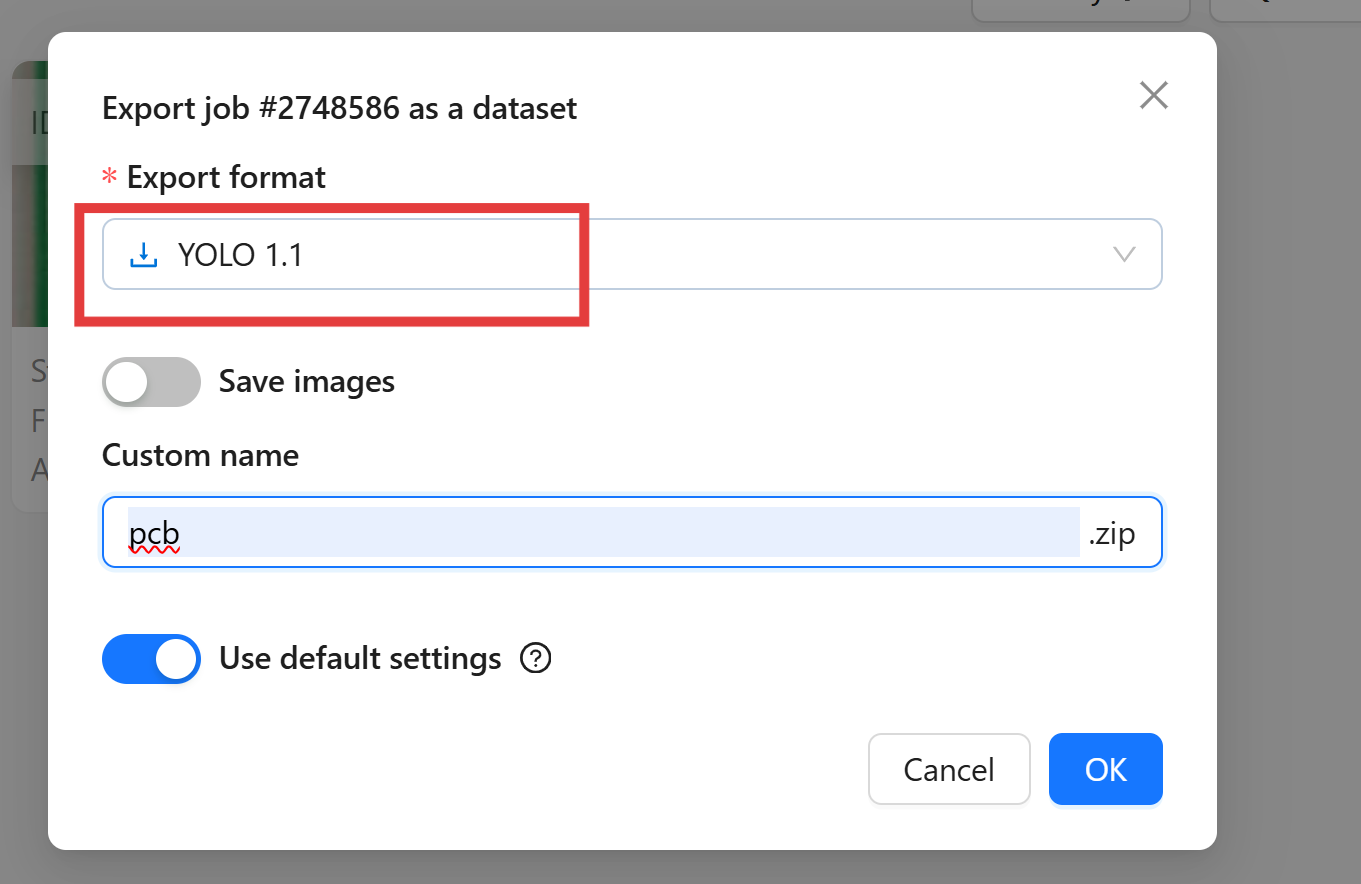 Export job #2748586 as a dataset
* Export format
YOLO 1.1
Save images
Custom name
pcb .zip
Use default settings ?
Cancel OK